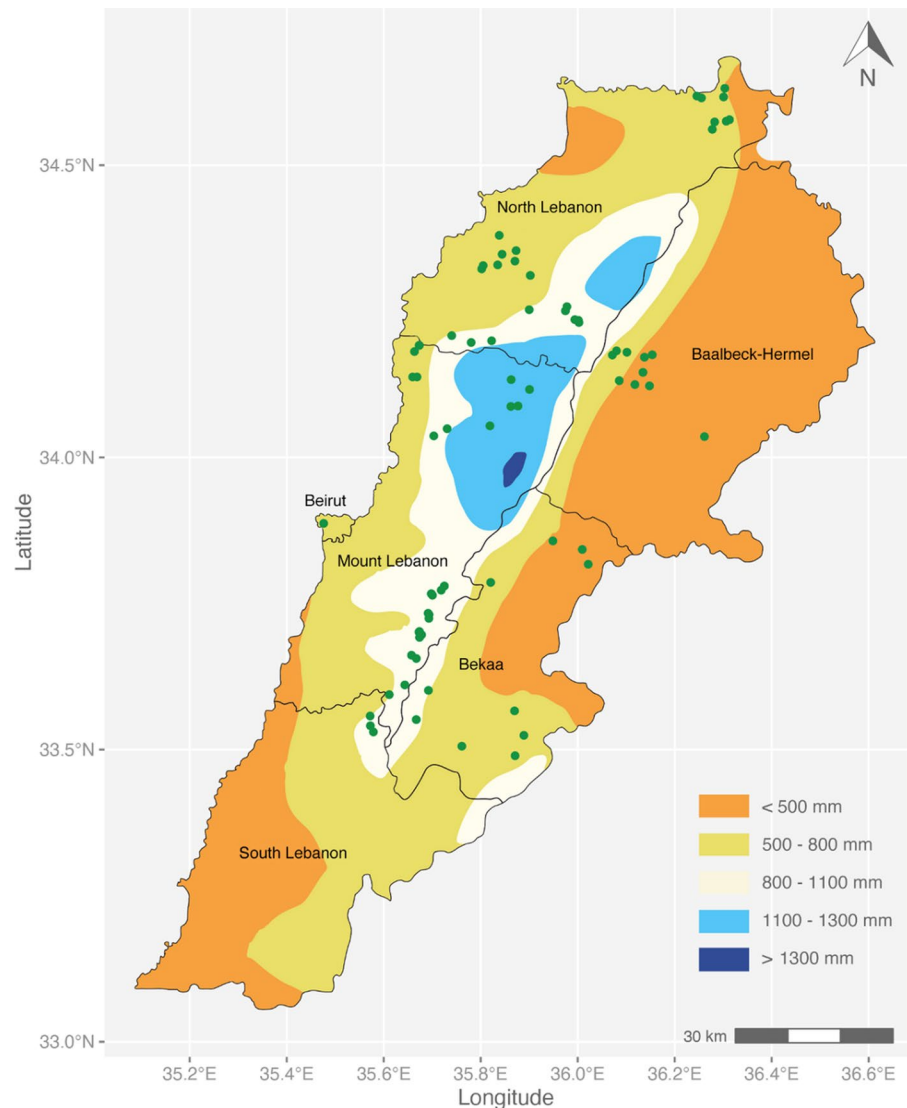 N
34.5°N
North Lebanon
Baalbeck-Hermel
34.0°N
Beirut
Latitude
Mount Lebanon
Bekaa
33.5°N
< 500 mm
500 - 800 mm
South Lebanon
800 - 1100 mm
1100 - 1300 mm
> 1300 mm
33.0°N
30 km
35.2°E 35.4°E 35.6°E 35.8°E 36.0°E 36.2°E 36.4°E 36.6°E
Longitude